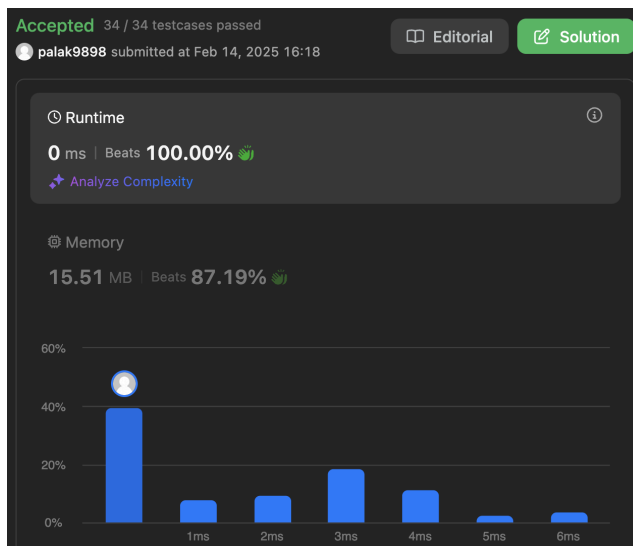 Accepted 34 / 34 testcases passed
Editorial
Solution
palak9898 submitted at Feb 14, 2025 16:18
Runtime
0 ms | Beats 100.00%
Analyze Complexity
Memory
15.51 MB | Beats 87.19%
60%
40%
20%
0%
1ms 2ms 3ms 4ms 5ms 6ms